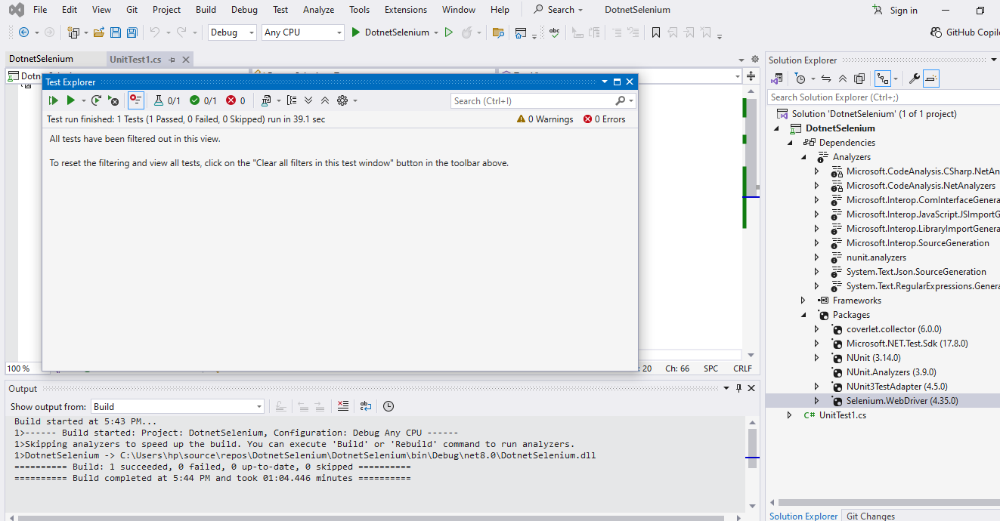 File Edit View Git Project Build Debug Test Analyze Tools Extensions Window Help Search DotnetSelenium Sign in
Debug Any CPU DotnetSelenium abc GitHub Copil
DotnetSelenium UnitTest1.cs
Test Explorer
0/1 0/1 0 Search (Ctrl+I)
Test run finished: 1 Tests (1 Passed, 0 Failed, 0 Skipped) run in 39.1 sec 0 Warnings 0 Errors
All tests have been filtered out in this view.
To reset the filtering and view all tests, click on the "Clear all filters in this test window" button in the toolbar above.
100 % : 20 Ch: 66 SPC CRLF
Output
Show output from: Build
Build started at 5:43 PM...
1>------ Build started: Project: DotnetSelenium, Configuration: Debug Any CPU ------
1>Skipping analyzers to speed up the build. You can execute 'Build' or 'Rebuild' command to run analyzers.
1>DotnetSelenium -> C:\Users\hp\source\repos\DotnetSelenium\DotnetSelenium\bin\Debug\net8.0\DotnetSelenium.dll
========== Build: 1 succeeded, 0 failed, 0 up-to-date, 0 skipped ==========
========== Build completed at 5:44 PM and took 01:04.446 minutes ==========
Solution Explorer
Search Solution Explorer (Ctrl+;)
Solution 'DotnetSelenium' (1 of 1 project)
DotnetSelenium
Dependencies
Analyzers
Microsoft.CodeAnalysis.CSharp.NetAn
Microsoft.CodeAnalysis.NetAnalyzers
Microsoft.Interop.ComInterfaceGenera
Microsoft.Interop.JavaScript.JSImportG
Microsoft.Interop.LibraryImportGenera
Microsoft.Interop.SourceGeneration
nunit.analyzers
System.Text.Json.SourceGeneration
System.Text.RegularExpressions.Genera
Frameworks
Packages
coverlet.collector (6.0.0)
Microsoft.NET.Test.Sdk (17.8.0)
NUnit (3.14.0)
NUnit.Analyzers (3.9.0)
NUnit3TestAdapter (4.5.0)
Selenium.WebDriver (4.35.0)
C# UnitTest1.cs
Solution Explorer Git Changes